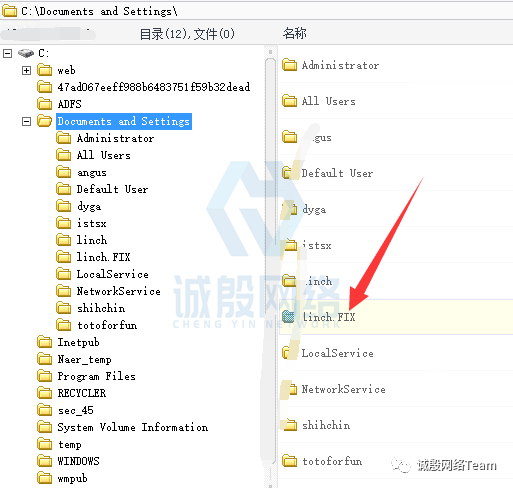 C:\Documents and Settings\
目录(12),文件(0)
名称
C:
web
47ad067eeff988b6483751f59b32dead
ADFS
Documents and Settings
Administrator
All Users
angus
Default User
dyga
istsx
linch
linch.FIX
LocalService
NetworkService
shihchin
totoforfun
Inetpub
Naer_temp
Program Files
RECYCLER
sec_45
System Volume Information
temp
WINDOWS
wmpub
Administrator
All Users
.gus
Default User
dyga
istsx
.inch
linch.FIX
LocalService
NetworkService
shihchin
totoforfun
诚殷网络
CHENG YIN NETWORK
诚殷网络Team